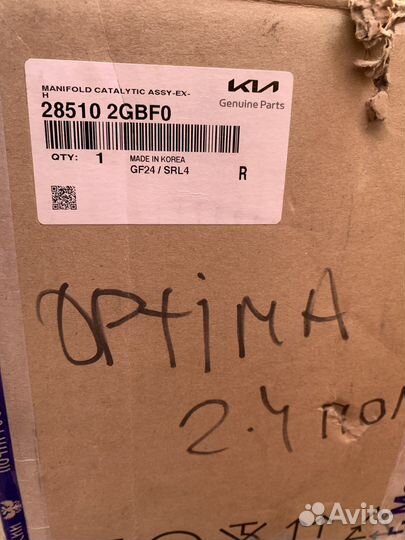 MANIFOLD CATALYTIC ASSY-EX-
H
KIA
28510 2GBF0
Genuine Parts
QTY: 1
MADE IN KOREA
GF24 / SRL4
R
OPTIMA
2.4
Avito